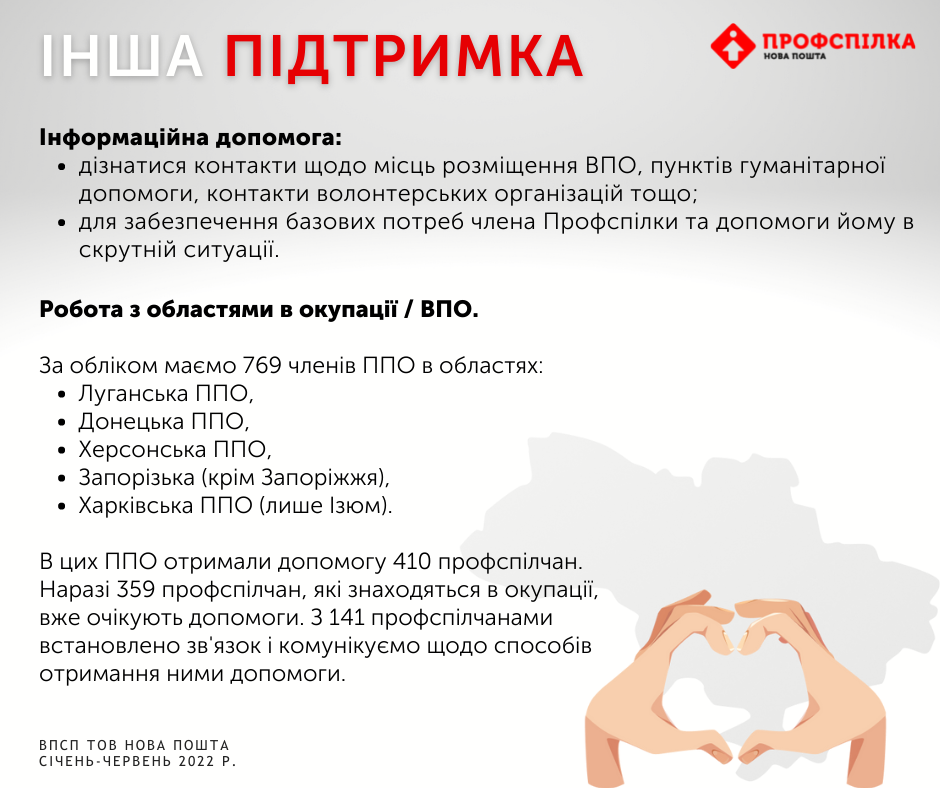 ІНША ПІДТРИМКА
ПРОФСПІЛКА
НОВА ПОШТА
Інформаційна допомога:
• дізнатися контакти щодо місць розміщення ВПО, пунктів гуманітарної
допомоги, контакти волонтерських організацій тощо;
• для забезпечення базових потреб члена Профспілки та допомоги йому в
скрутній ситуації.
Робота з областями в окупації / ВПО.
За обліком маємо 769 членів ППО в областях:
• Луганська ППО,
• Донецька ППО,
• Херсонська ППО,
• Запорізька (крім Запоріжжя),
• Харківська ППО (лише Ізюм).
В цих ППО отримали допомогу 410 профспілчан.
Наразі 359 профспілчан, які знаходяться в окупації,
вже очікують допомоги. З 141 профспілчанами
встановлено зв'язок і комунікуємо щодо способів
отримання ними допомоги.
ВПСП ТОВ НОВА ПОШТА
СІЧЕНЬ-ЧЕРВЕНЬ 2022 Р.